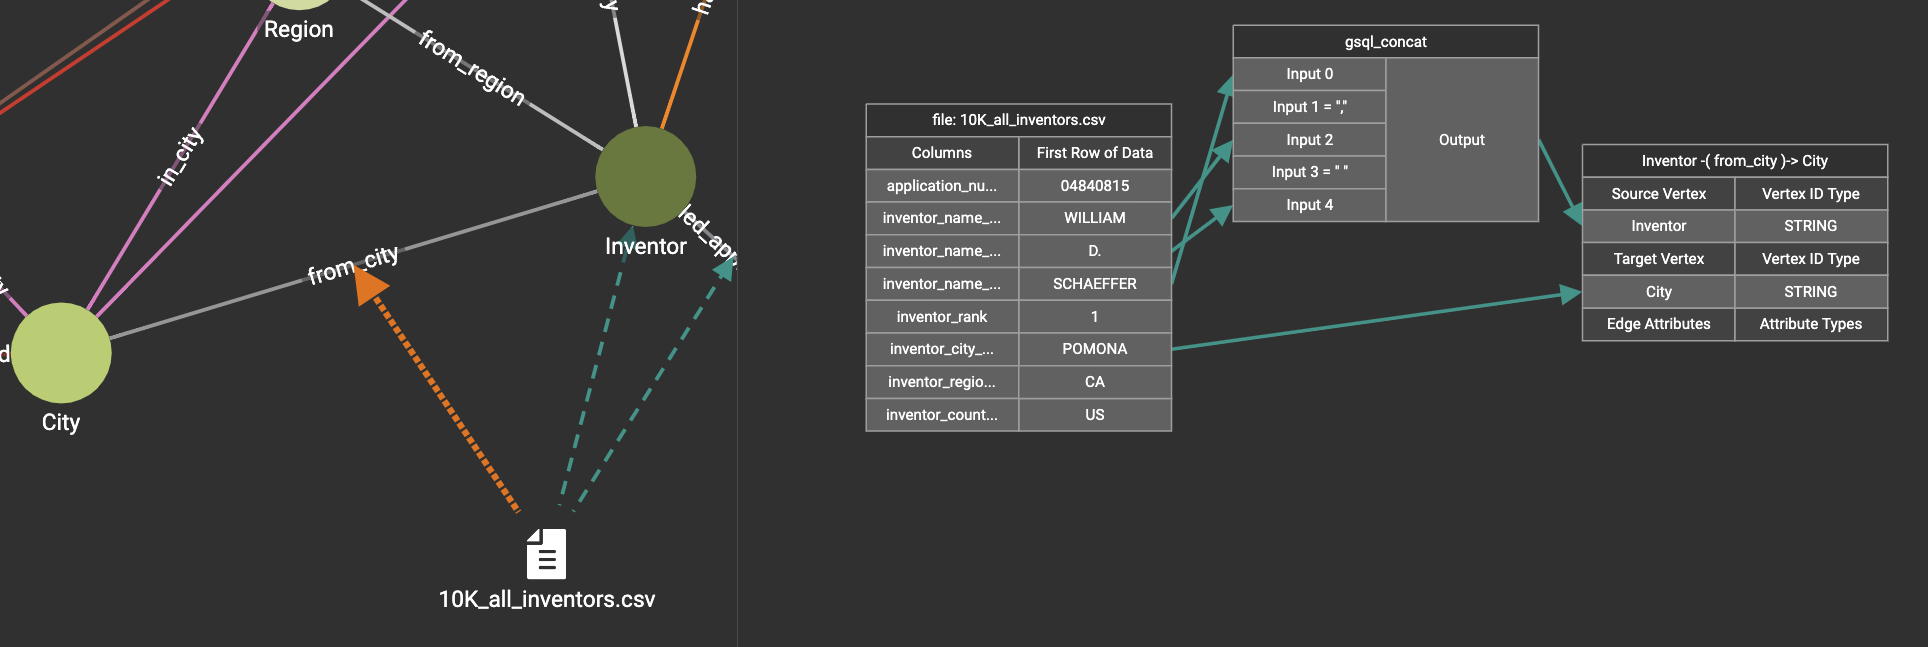 Region
from_region
in_city
Inventor
from_city
City
10K_all_inventors.csv
file: 10K_all_inventors.csv
Columns First Row of Data
application_nu... 04840815
inventor_name_... WILLIAM
inventor_name_... D.
inventor_name_... SCHAEFFER
inventor_rank 1
inventor_city_... POMONA
inventor_regio... CA
inventor_count... US
gsql_concat
Input 0
Input 1 = ","
Input 2
Input 3 = " "
Input 4
Output
Inventor -( from_city )-> City
Source Vertex Vertex ID Type
Inventor STRING
Target Vertex Vertex ID Type
City STRING
Edge Attributes Attribute Types